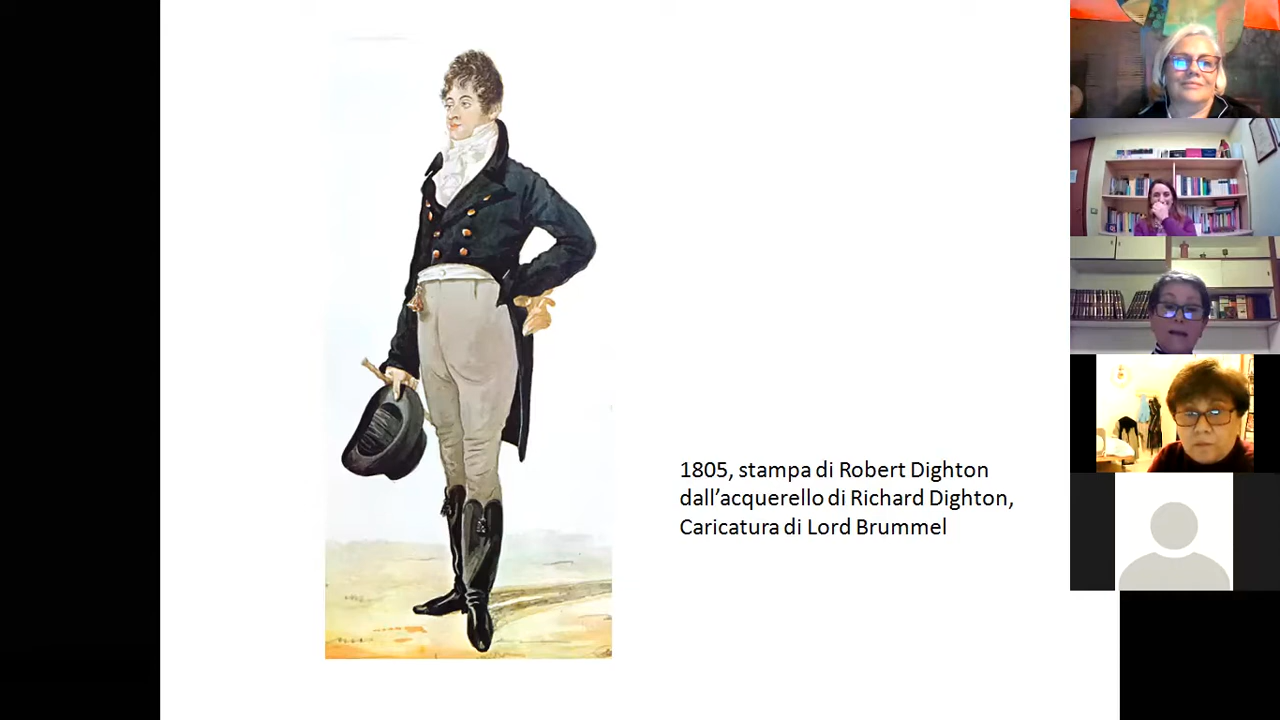 1805, stampa di Robert Dighton
dall’acquerello di Richard Dighton,
Caricatura di Lord Brummel